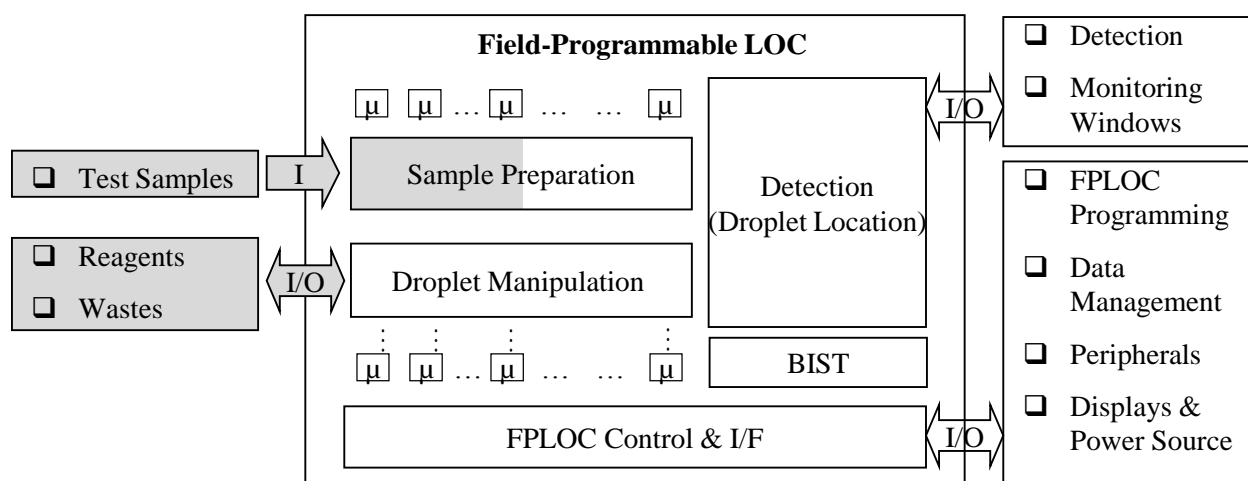 Field-Programmable LOC
μ μ … μ … … μ
Test Samples
I
Sample Preparation
Reagents
Wastes
I/O
Droplet Manipulation
μ μ … μ … … μ
Detection
(Droplet Location)
BIST
FPLOC Control & I/F
I/O
Detection
Monitoring
Windows
I/O
FPLOC
Programming
Data
Management
Peripherals
Displays &
Power Source